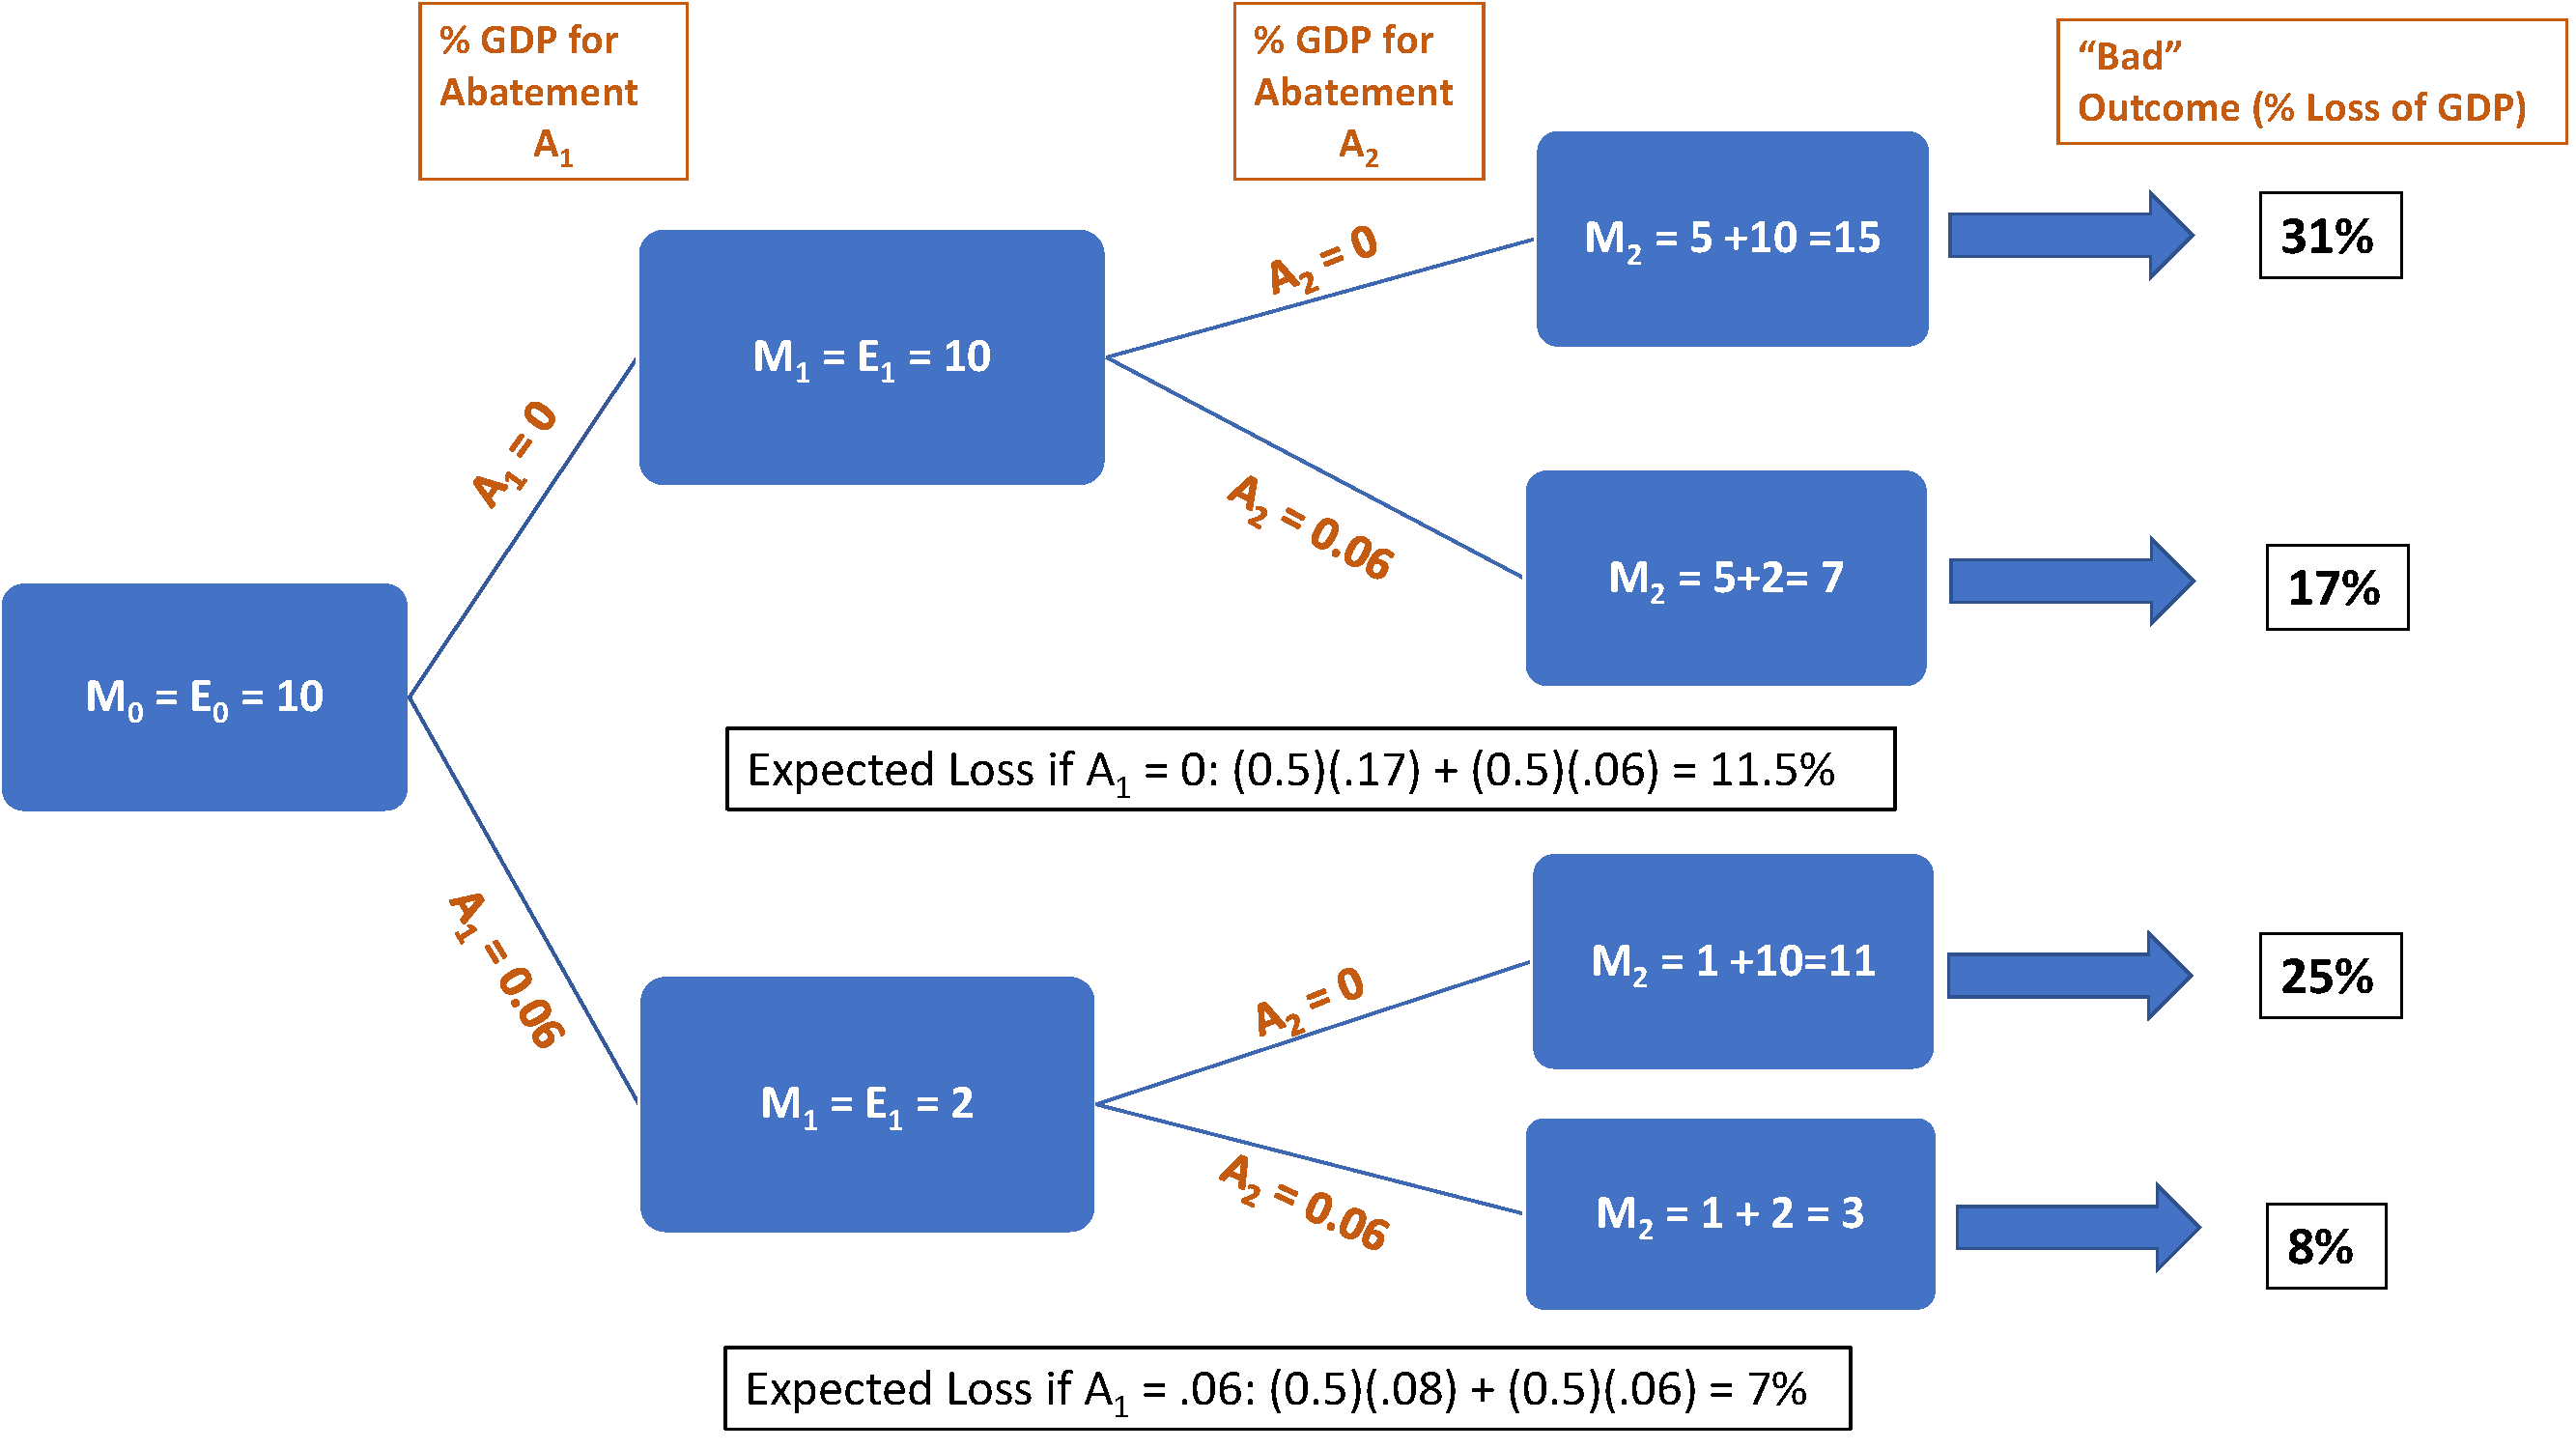 % GDP for
Abatement
A₁
% GDP for
Abatement
A₂
“Bad”
Outcome (% Loss of GDP)
M₂ = 5 +10 =15
31%
A₂ = 0
M₁ = E₁ = 10
A₁ = 0
A₂ = 0.06
M₂ = 5+2= 7
17%
M₀ = E₀ = 10
Expected Loss if A₁ = 0: (0.5)(.17) + (0.5)(.06) = 11.5%
A₁ = 0.06
A₂ = 0
M₂ = 1 +10=11
25%
M₁ = E₁ = 2
A₂ = 0.06
M₂ = 1 + 2 = 3
8%
Expected Loss if A₁ = .06: (0.5)(.08) + (0.5)(.06) = 7%